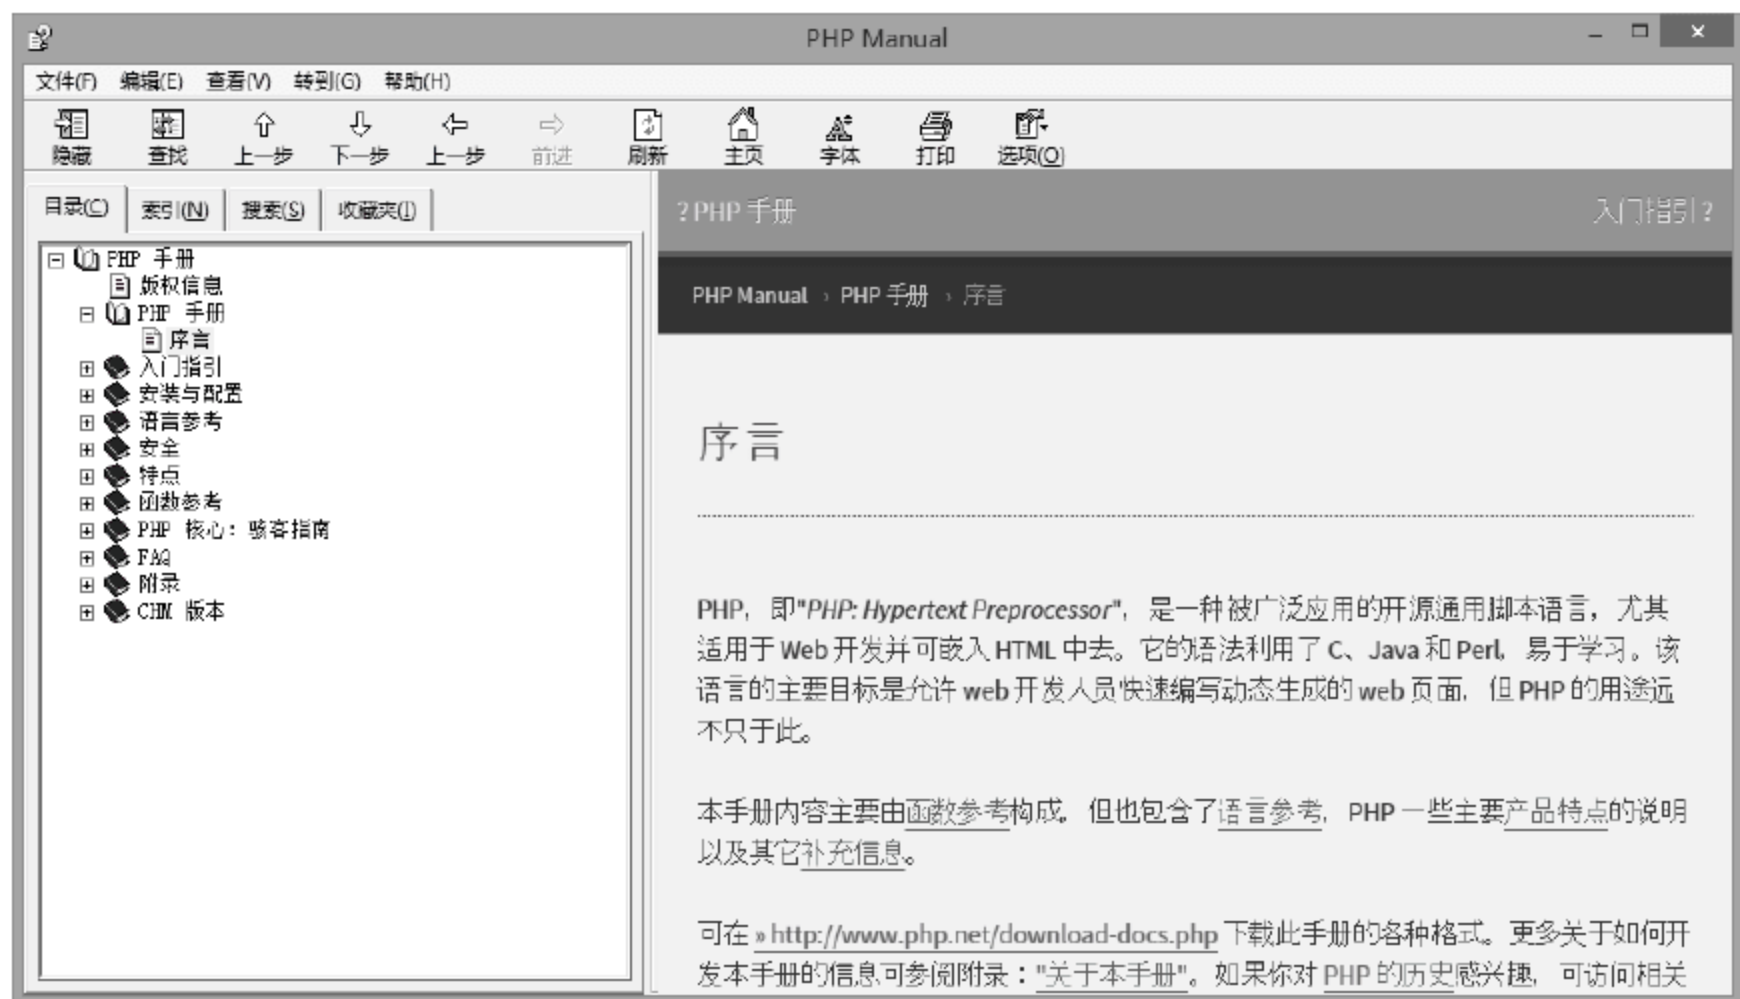 PHP Manual
文件(F) 编辑(E) 查看(V) 转到(G) 帮助(H)
隐藏 查找 上一步 下一步 上一步 前进 刷新 主页 字体 打印 选项(O)
目录(C) 索引(N) 搜索(S) 收藏夹(I)
PHP 手册
版权信息
PHP 手册
序言
入门指引
安装与配置
语言参考
安全
特点
函数参考
PHP 核心：骇客指南
FAQ
附录
CHM 版本
?PHP 手册 入门指引?
PHP Manual › PHP 手册 › 序言
序言
PHP，即"PHP: Hypertext Preprocessor"，是一种被广泛应用的开源通用脚本语言，尤其
适用于 Web 开发并可嵌入 HTML 中去。它的语法利用了 C、Java 和 Perl，易于学习。该
语言的主要目标是允许 web 开发人员快速编写动态生成的 web 页面，但 PHP 的用途远
不只于此。
本手册内容主要由函数参考构成，但也包含了语言参考，PHP 一些主要产品特点的说明
以及其它补充信息。
可在 » http://www.php.net/download-docs.php 下载此手册的各种格式。更多关于如何开
发本手册的信息可参阅附录："关于本手册"。如果你对 PHP 的历史感兴趣，可访问相关